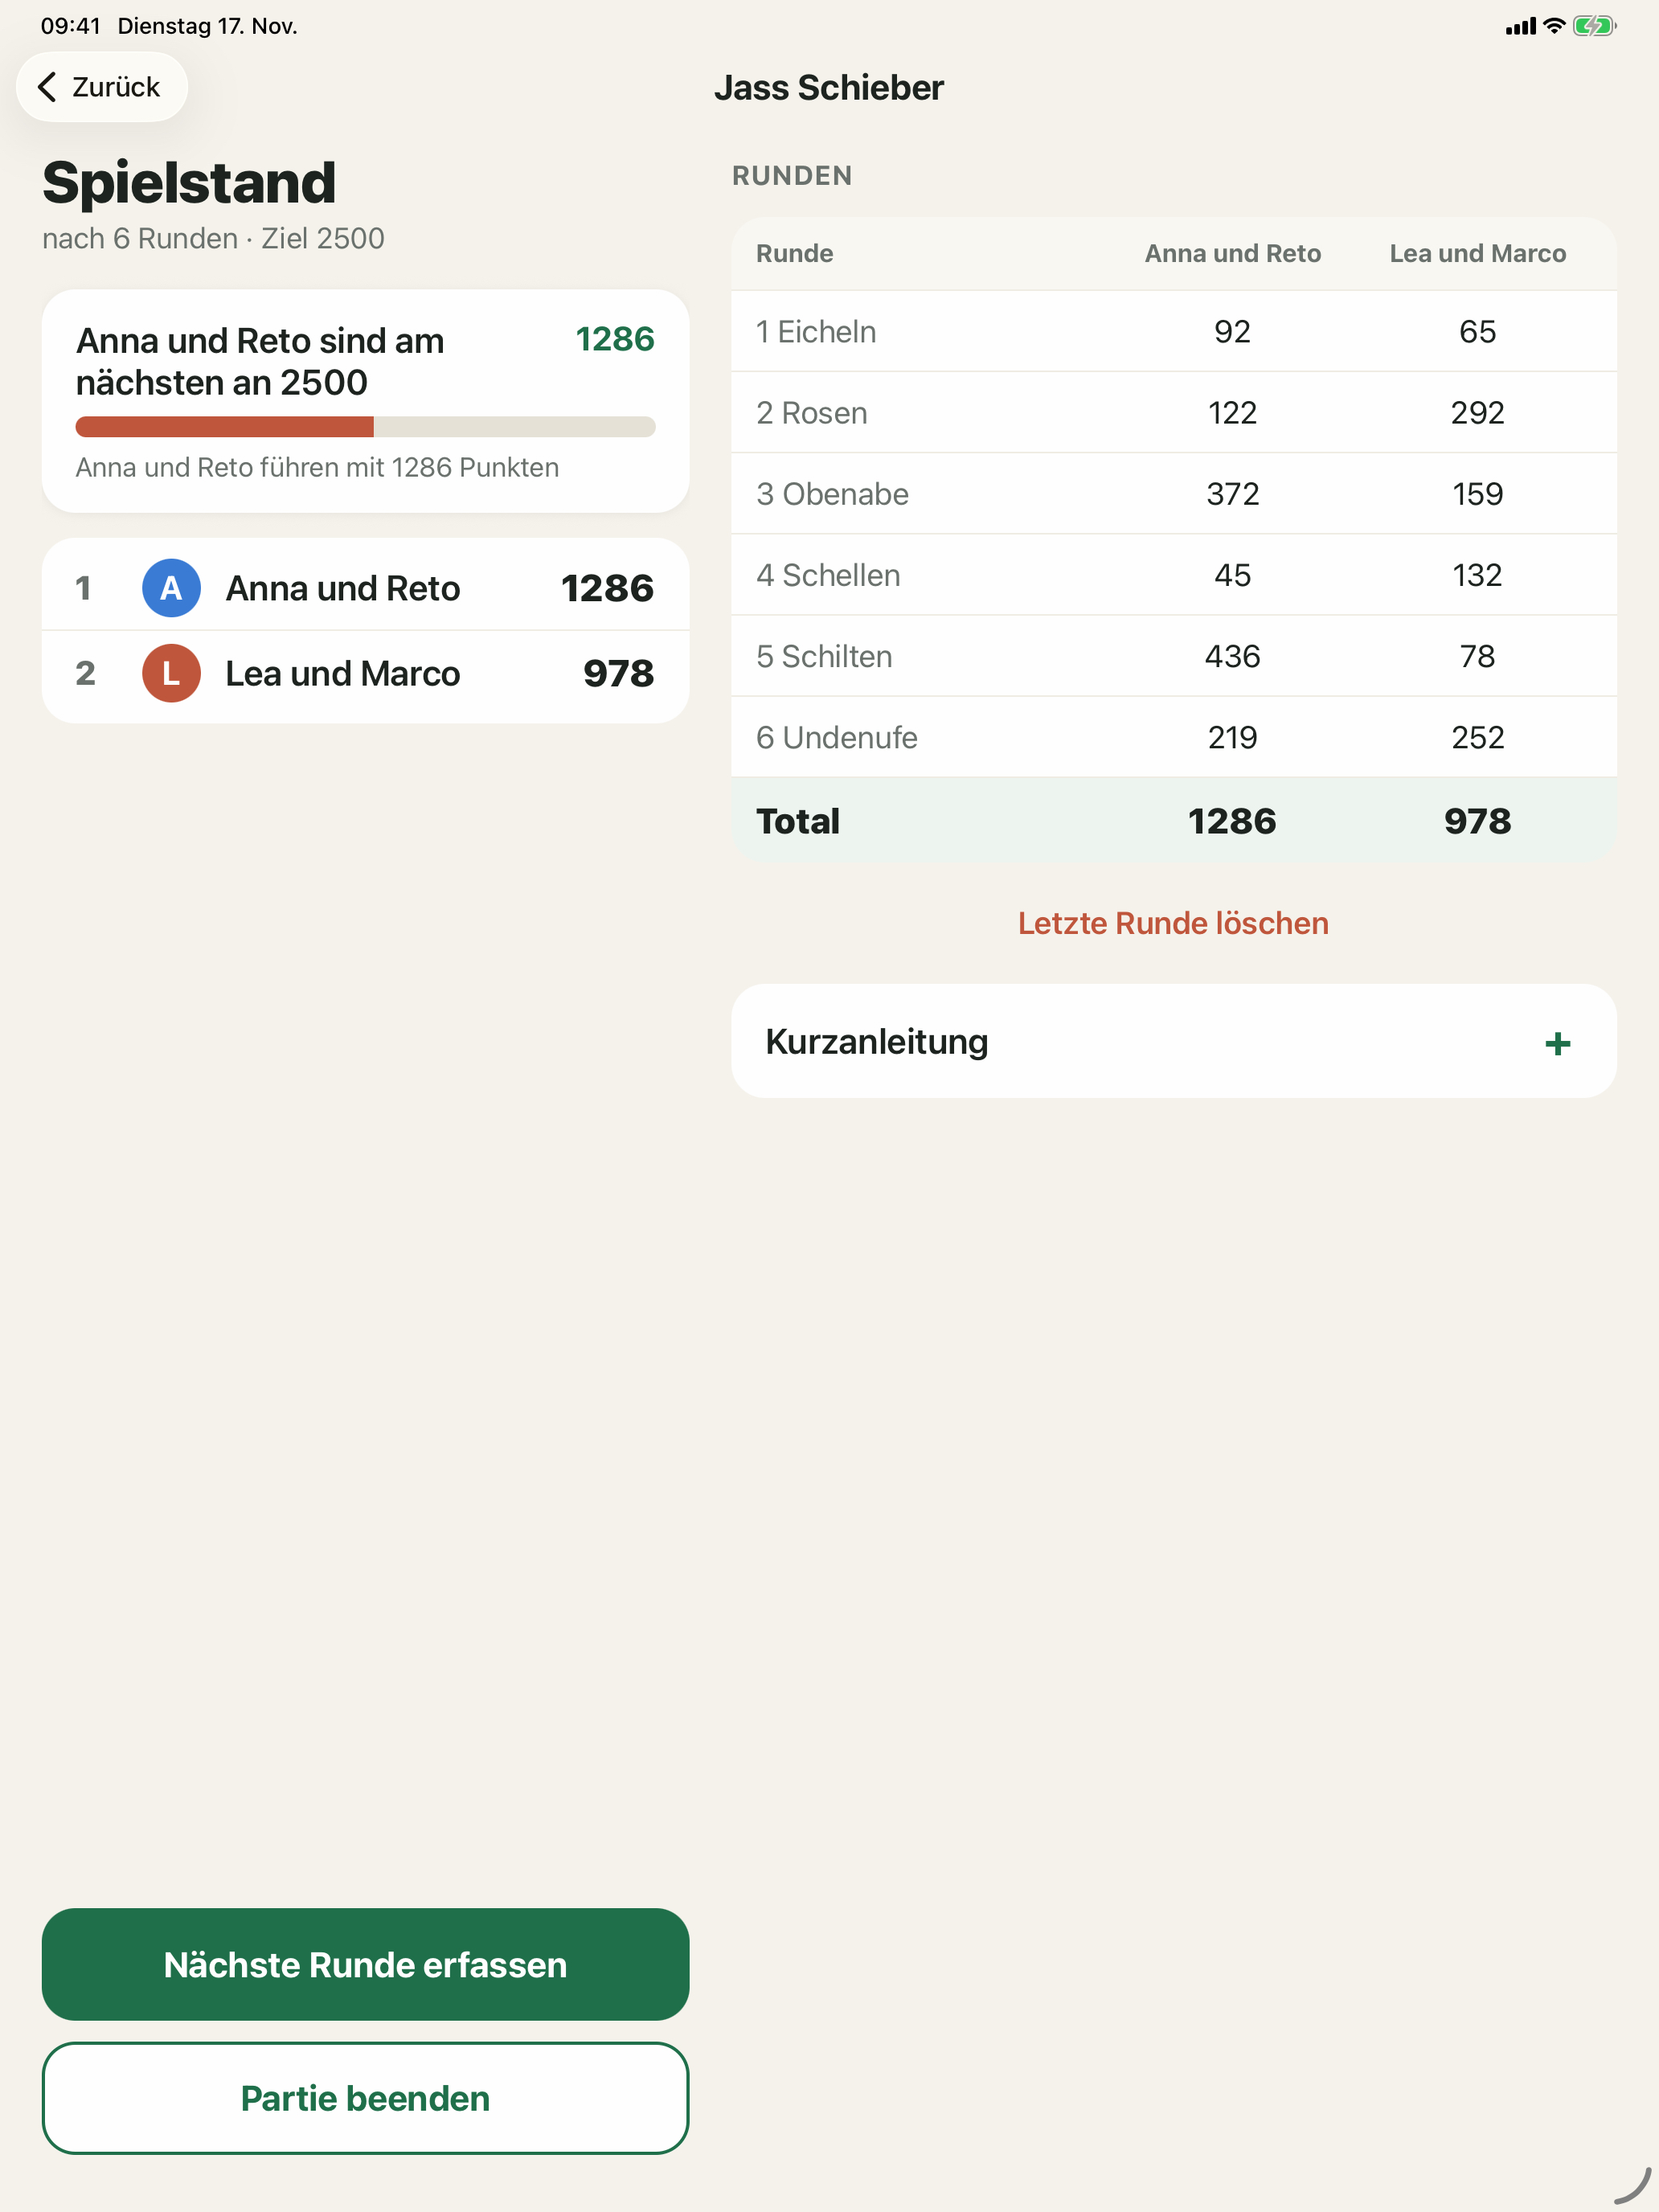 09:41 Dienstag 17. Nov.
Zurück
Jass Schieber
Spielstand
nach 6 Runden · Ziel 2500
Anna und Reto sind am
nächsten an 2500
1286
Anna und Reto führen mit 1286 Punkten
1 A Anna und Reto 1286
2 L Lea und Marco 978
RUNDEN
Runde Anna und Reto Lea und Marco
1 Eicheln 92 65
2 Rosen 122 292
3 Obenabe 372 159
4 Schellen 45 132
5 Schilten 436 78
6 Undenufe 219 252
Total 1286 978
Letzte Runde löschen
Kurzanleitung +
Nächste Runde erfassen
Partie beenden